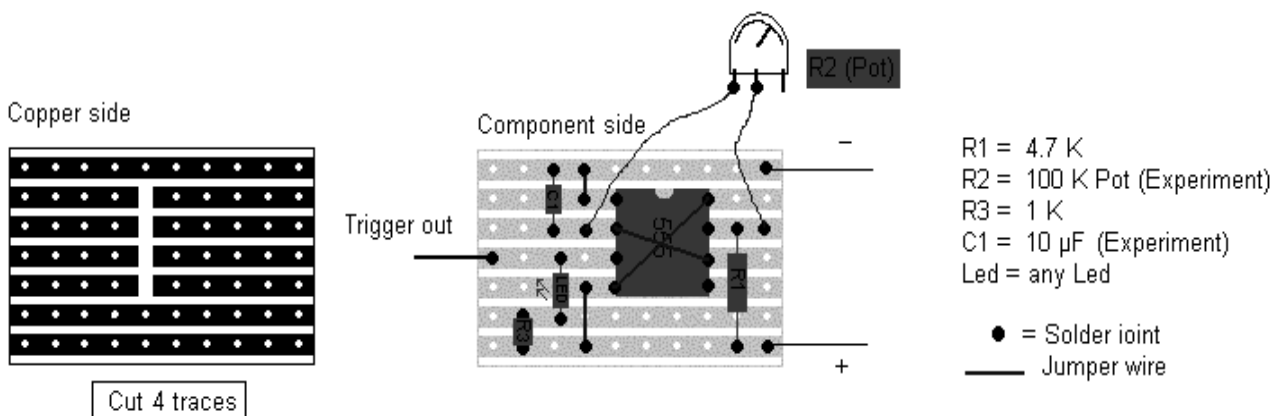 R2 (Pot)
Copper side
Component side
−
R1 = 4.7 K
R2 = 100 K Pot (Experiment)
R3 = 1 K
C1 = 10 µF (Experiment)
Led = any Led
Trigger out
C1
555
R1
LED
R3
= Solder ioint
Jumper wire
+
Cut 4 traces